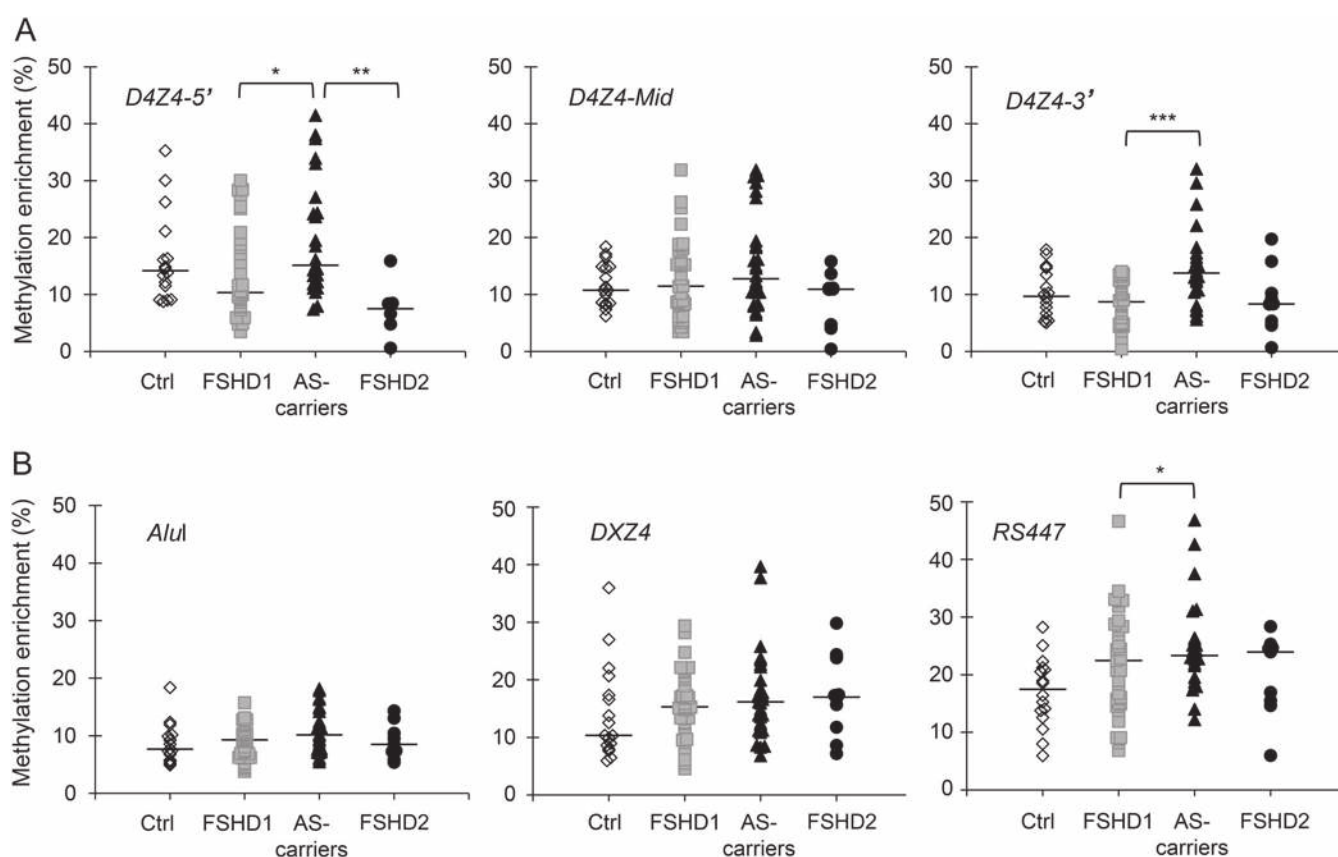 A
Methylation enrichment (%)
50
40
30
20
10
0
D4Z4-5’
*
**
Ctrl
FSHD1
AS-
carriers
FSHD2
50
40
30
20
10
0
D4Z4-Mid
Ctrl
FSHD1
AS-
carriers
FSHD2
50
40
30
20
10
0
D4Z4-3’
***
Ctrl
FSHD1
AS-
carriers
FSHD2
B
Methylation enrichment (%)
50
40
30
20
10
0
AluI
Ctrl
FSHD1
AS-
carriers
FSHD2
50
40
30
20
10
0
DXZ4
Ctrl
FSHD1
AS-
carriers
FSHD2
50
40
30
20
10
0
RS447
*
Ctrl
FSHD1
AS-
carriers
FSHD2